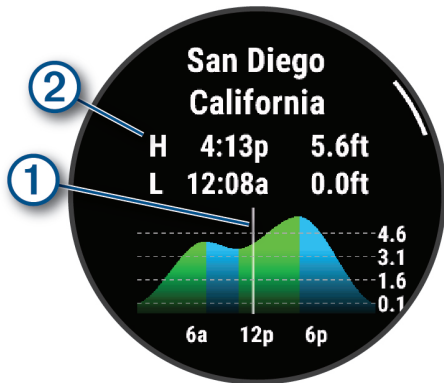 San Diego
California
② H 4:13p 5.6ft
① L 12:08a 0.0ft
4.6
3.1
1.6
0.1
6a 12p 6p